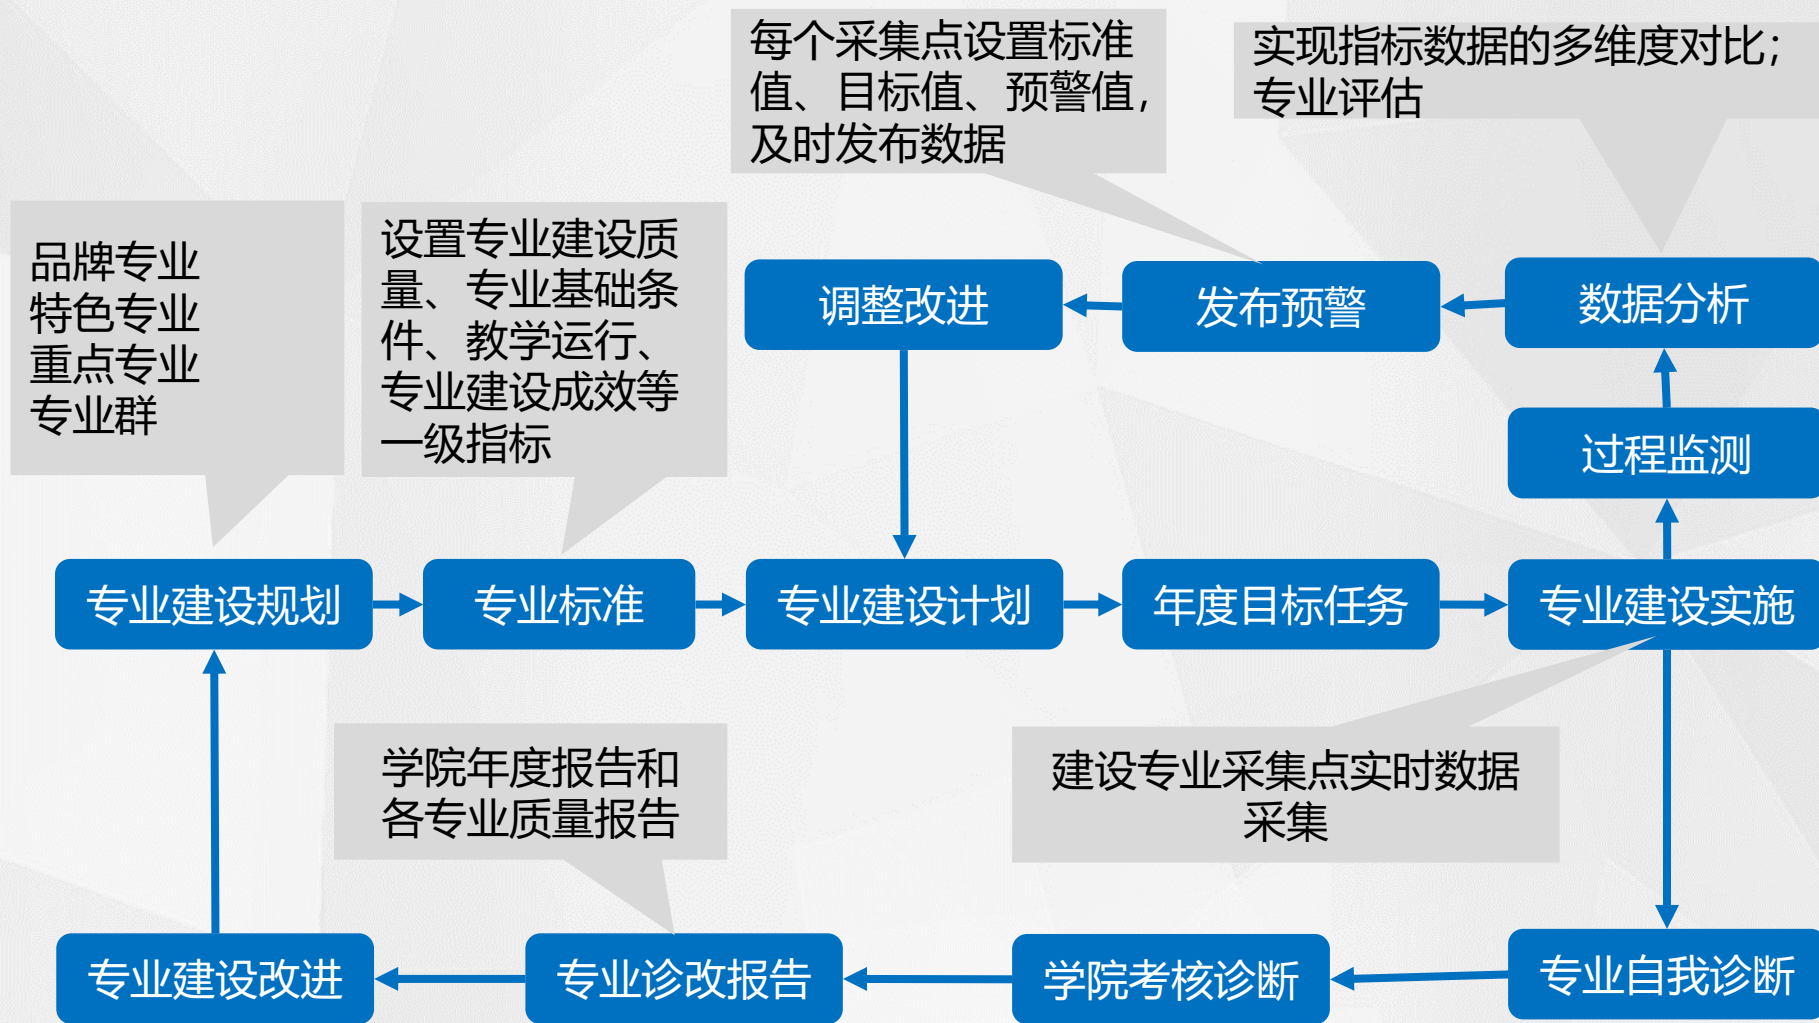 每个采集点设置标准
值、目标值、预警值，
及时发布数据
实现指标数据的多维度对比；
专业评估
品牌专业
特色专业
重点专业
专业群
设置专业建设质
量、专业基础条
件、教学运行、
专业建设成效等
一级指标
调整改进
发布预警
数据分析
过程监测
专业建设规划
专业标准
专业建设计划
年度目标任务
专业建设实施
学院年度报告和
各专业质量报告
建设专业采集点实时数据
采集
专业建设改进
专业诊改报告
学院考核诊断
专业自我诊断